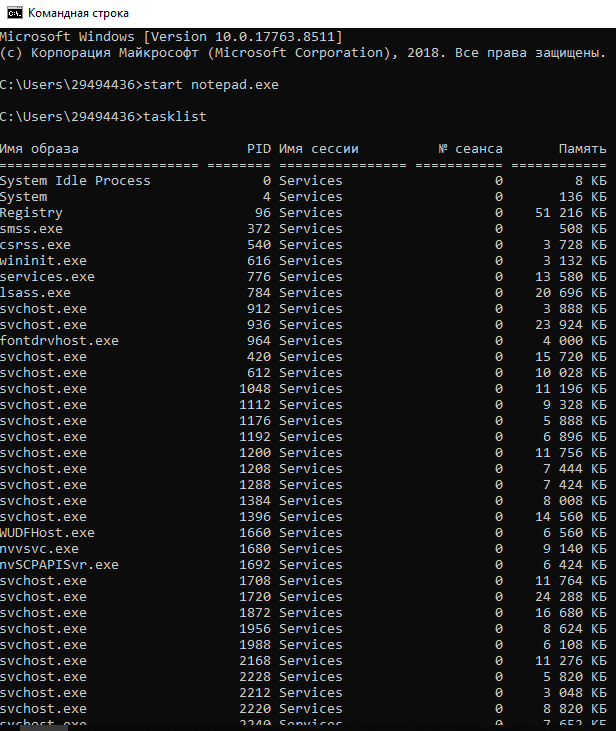 Командная строка
Microsoft Windows [Version 10.0.17763.8511]
(c) Корпорация Майкрософт (Microsoft Corporation), 2018. Все права защищены.
C:\Users\29494436>start notepad.exe
C:\Users\29494436>tasklist
Имя образа PID Имя сессии № сеанса Память
========================= ======== ================ =========== ============
System Idle Process 0 Services 0 8 КБ
System 4 Services 0 136 КБ
Registry 96 Services 0 51 216 КБ
smss.exe 372 Services 0 508 КБ
csrss.exe 540 Services 0 3 728 КБ
wininit.exe 616 Services 0 3 132 КБ
services.exe 776 Services 0 13 580 КБ
lsass.exe 784 Services 0 20 696 КБ
svchost.exe 912 Services 0 3 888 КБ
svchost.exe 936 Services 0 23 924 КБ
fontdrvhost.exe 964 Services 0 4 000 КБ
svchost.exe 420 Services 0 15 720 КБ
svchost.exe 612 Services 0 10 028 КБ
svchost.exe 1048 Services 0 11 196 КБ
svchost.exe 1112 Services 0 9 328 КБ
svchost.exe 1176 Services 0 5 888 КБ
svchost.exe 1192 Services 0 6 896 КБ
svchost.exe 1200 Services 0 11 756 КБ
svchost.exe 1208 Services 0 7 444 КБ
svchost.exe 1288 Services 0 7 424 КБ
svchost.exe 1384 Services 0 8 008 КБ
svchost.exe 1396 Services 0 14 560 КБ
WUDFHost.exe 1660 Services 0 6 560 КБ
nvvsvc.exe 1680 Services 0 9 140 КБ
nvSCPAPISvr.exe 1692 Services 0 6 424 КБ
svchost.exe 1708 Services 0 11 764 КБ
svchost.exe 1720 Services 0 24 288 КБ
svchost.exe 1872 Services 0 16 680 КБ
svchost.exe 1956 Services 0 8 624 КБ
svchost.exe 1988 Services 0 6 108 КБ
svchost.exe 2168 Services 0 11 276 КБ
svchost.exe 2228 Services 0 5 820 КБ
svchost.exe 2212 Services 0 3 048 КБ
svchost.exe 2220 Services 0 8 820 КБ
svchost.exe 2240 Services 0 7 652 КБ